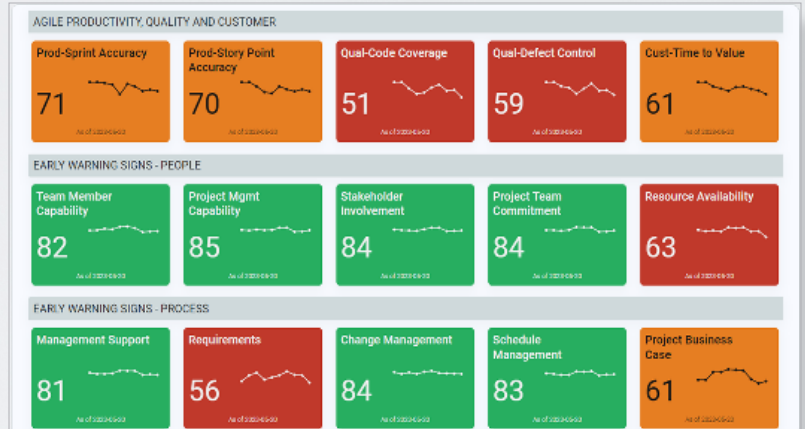 AGILE PRODUCTIVITY, QUALITY AND CUSTOMER
Prod-Sprint Accuracy
71
Prod-Story Point
Accuracy
70
Qual-Code Coverage
51
Qual-Defect Control
59
Cust-Time to Value
61
EARLY WARNING SIGNS - PEOPLE
Team Member
Capability
82
Project Mgmt
Capability
85
Stakeholder
Involvement
84
Project Team
Commitment
84
Resource Availability
63
EARLY WARNING SIGNS - PROCESS
Management Support
81
Requirements
56
Change Management
84
Schedule
Management
83
Project Business
Case
61